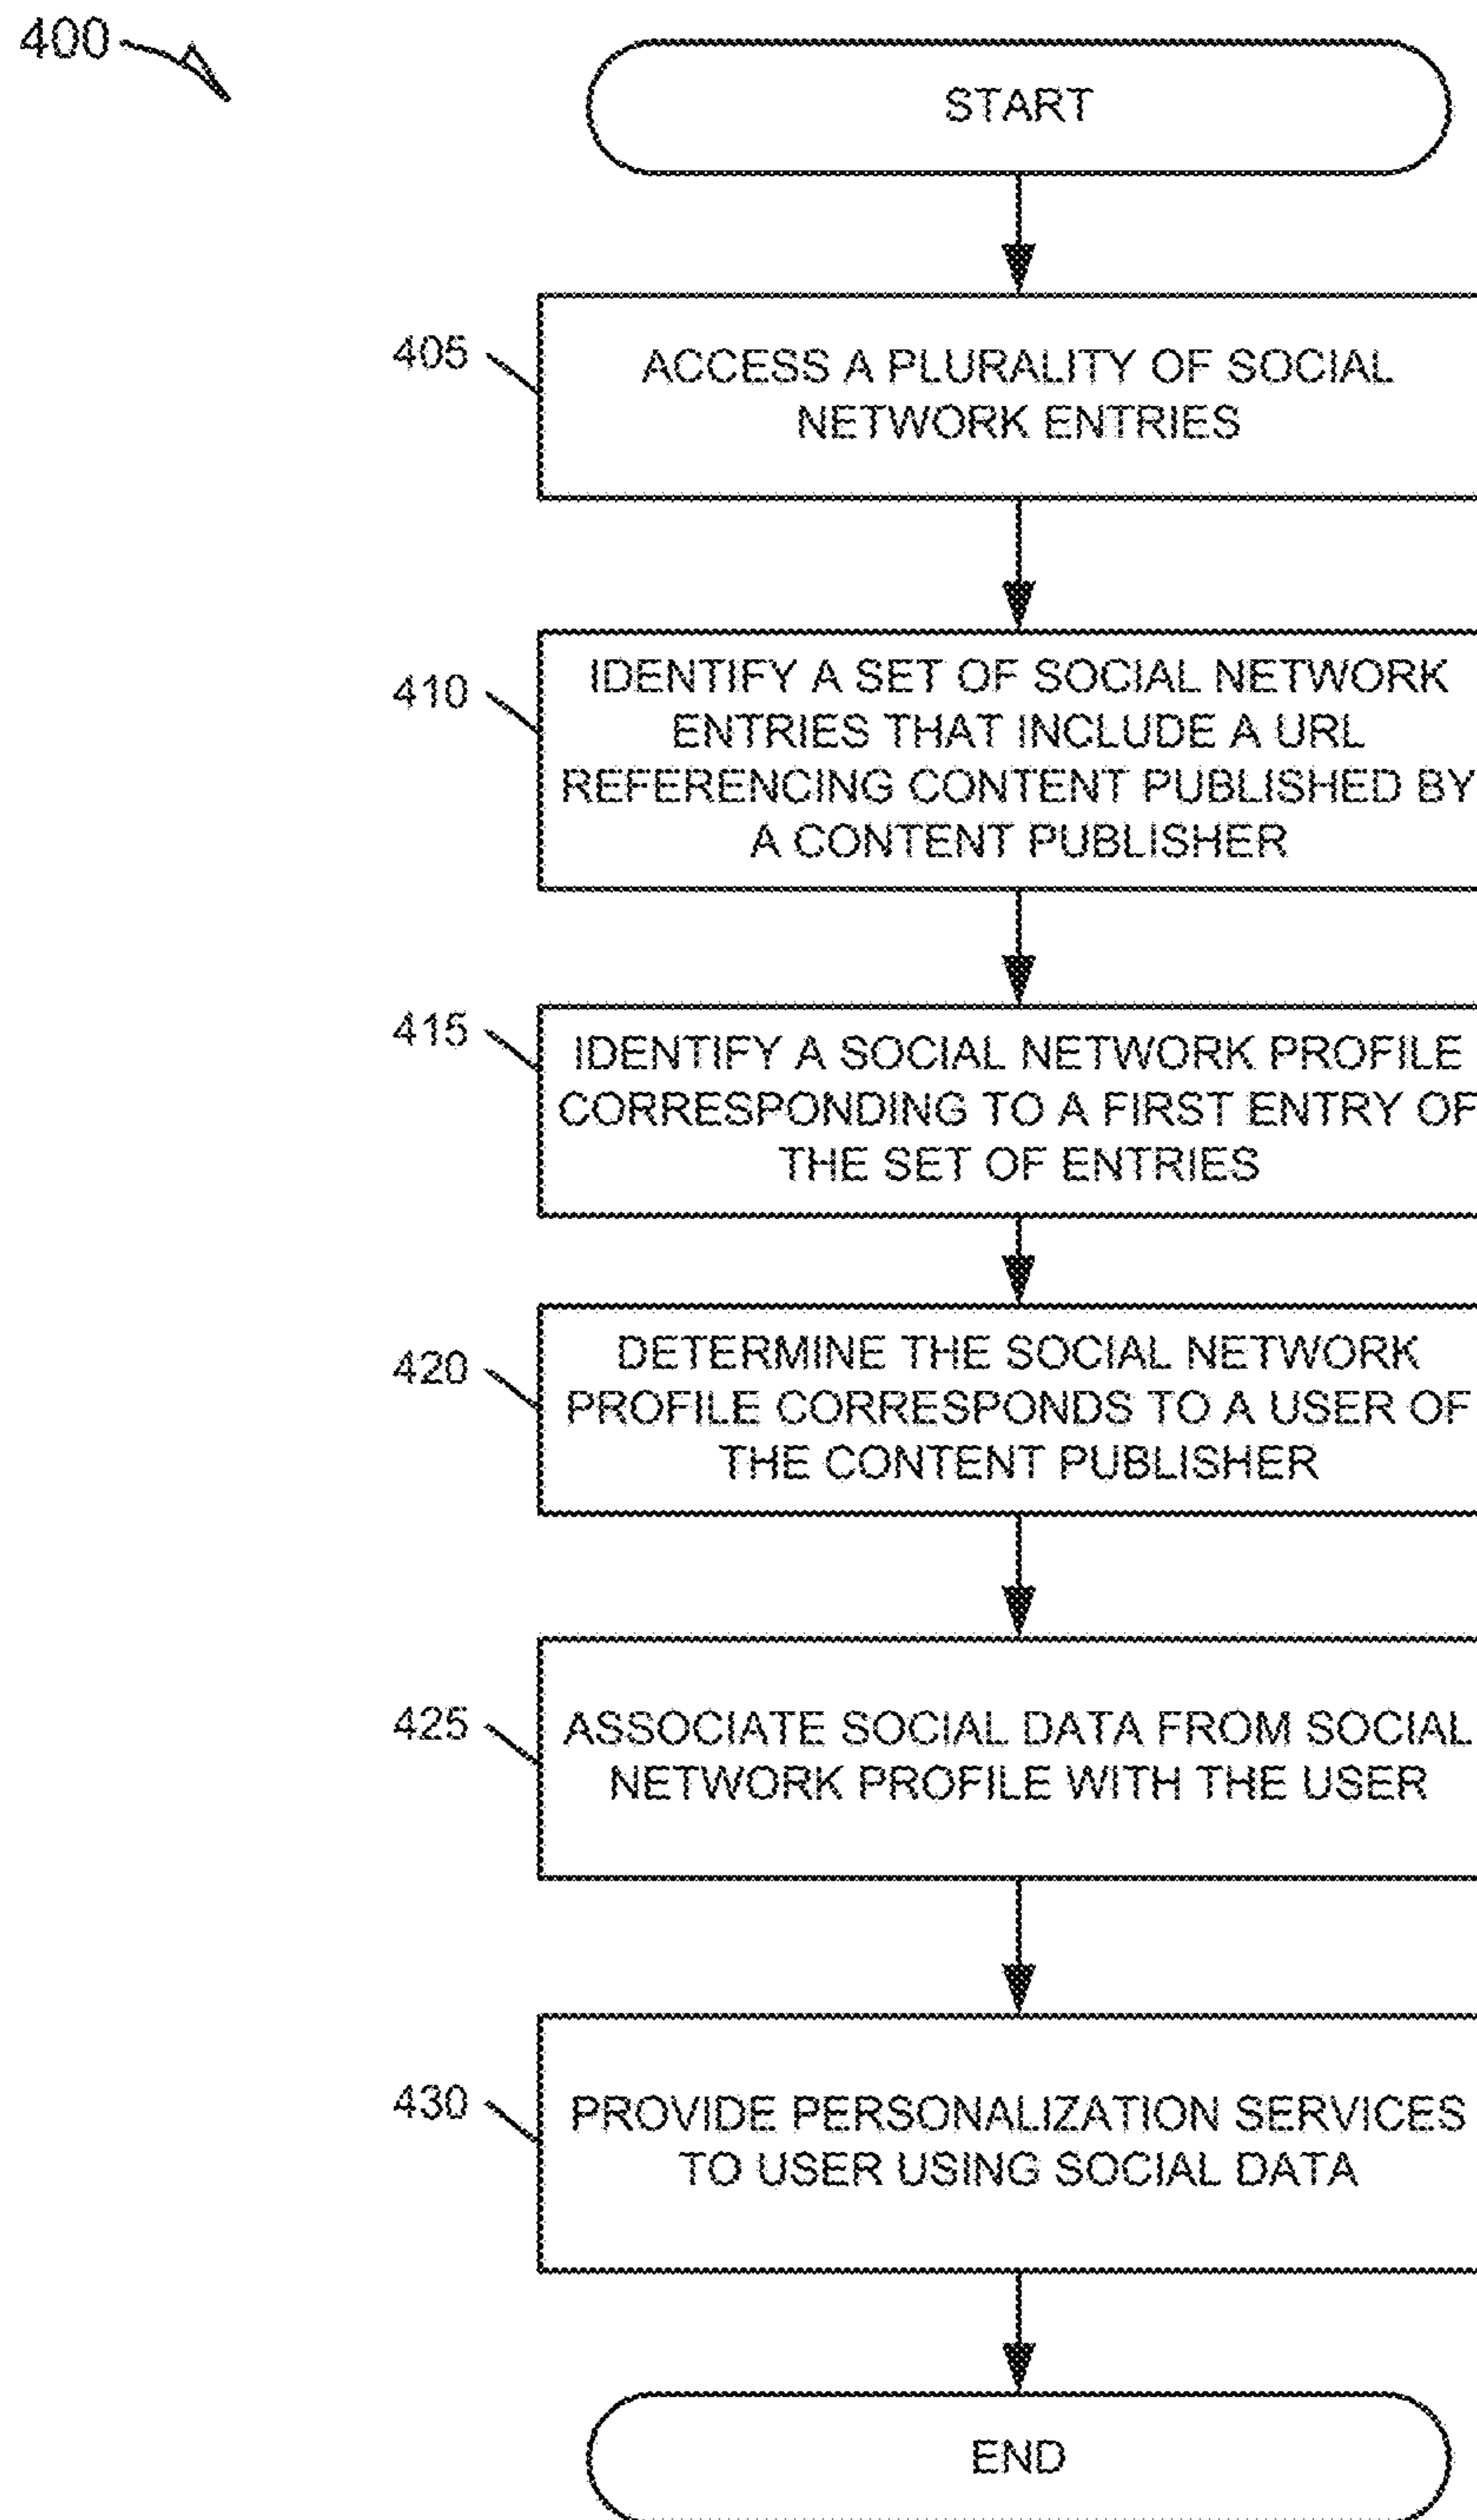 400
START
405
ACCESS A PLURALITY OF SOCIAL
NETWORK ENTRIES
410
IDENTIFY A SET OF SOCIAL NETWORK
ENTRIES THAT INCLUDE A URL
REFERENCING CONTENT PUBLISHED BY
A CONTENT PUBLISHER
415
IDENTIFY A SOCIAL NETWORK PROFILE
CORRESPONDING TO A FIRST ENTRY OF
THE SET OF ENTRIES
420
DETERMINE THE SOCIAL NETWORK
PROFILE CORRESPONDS TO A USER OF
THE CONTENT PUBLISHER
425
ASSOCIATE SOCIAL DATA FROM SOCIAL
NETWORK PROFILE WITH THE USER
430
PROVIDE PERSONALIZATION SERVICES
TO USER USING SOCIAL DATA
END